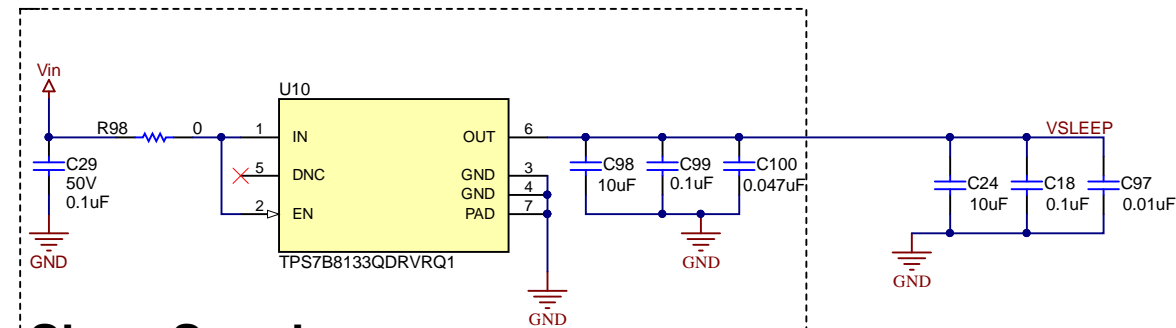 Vin
U10
R98 0 1 IN OUT 6 VSLEEP
C29
50V
0.1uF
5 DNC GND 3
GND 4
2 EN PAD 7
C98
10uF
C99
0.1uF
C100
0.047uF
C24
10uF
C18
0.1uF
C97
0.01uF
GND
TPS7B8133QDRVRQ1
GND
GND
GND